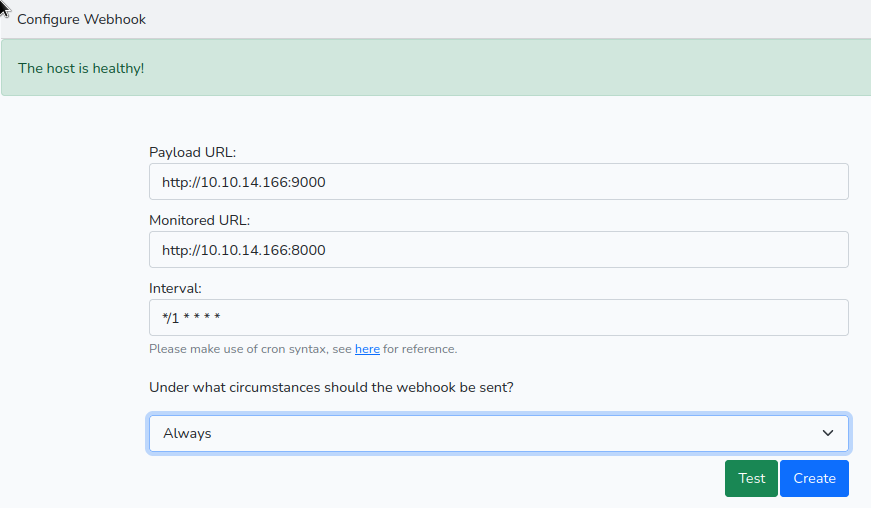 Configure Webhook
The host is healthy!
Payload URL:
http://10.10.14.166:9000
Monitored URL:
http://10.10.14.166:8000
Interval:
*/1 * * * *
Please make use of cron syntax, see here for reference.
Under what circumstances should the webhook be sent?
Always
Test Create